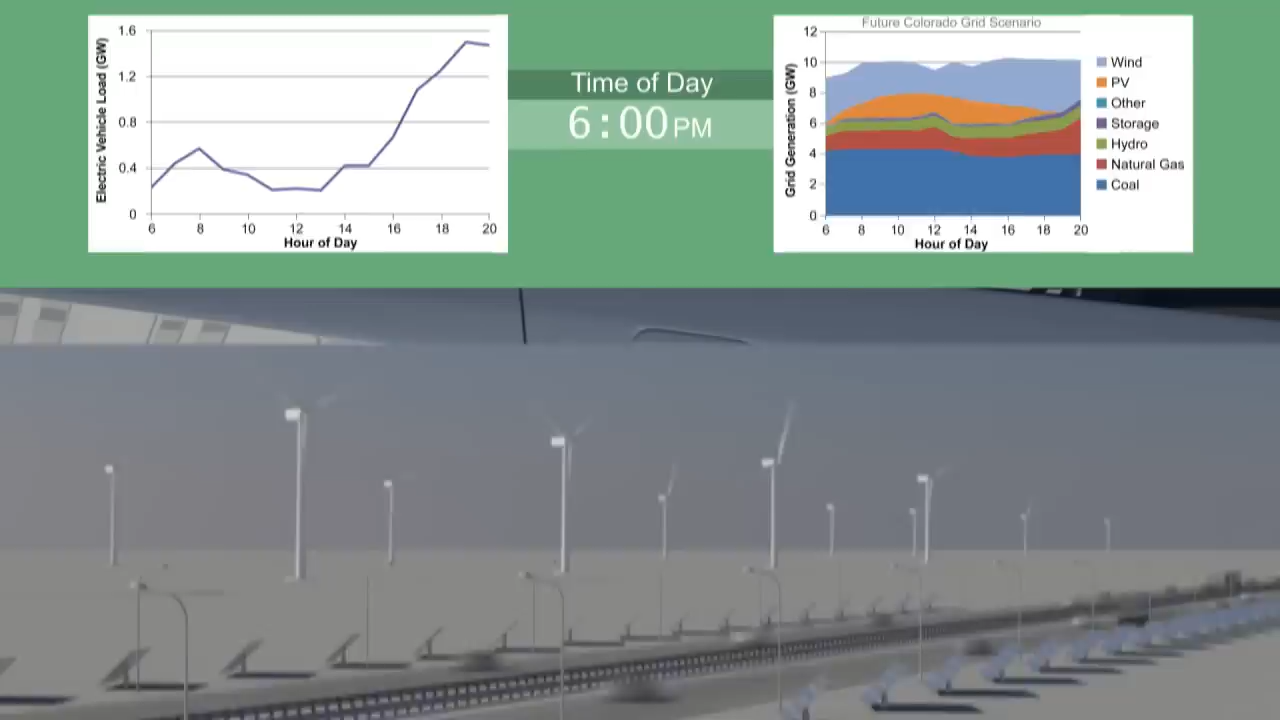 1.6
1.2
0.8
0.4
0
Electric Vehicle Load (GW)
6 8 10 12 14 16 18 20
Hour of Day
Time of Day
6:00 PM
Future Colorado Grid Scenario
12
10
8
6
4
2
0
Grid Generation (GW)
6 8 10 12 14 16 18 20
Hour of Day
Wind
PV
Other
Storage
Hydro
Natural Gas
Coal